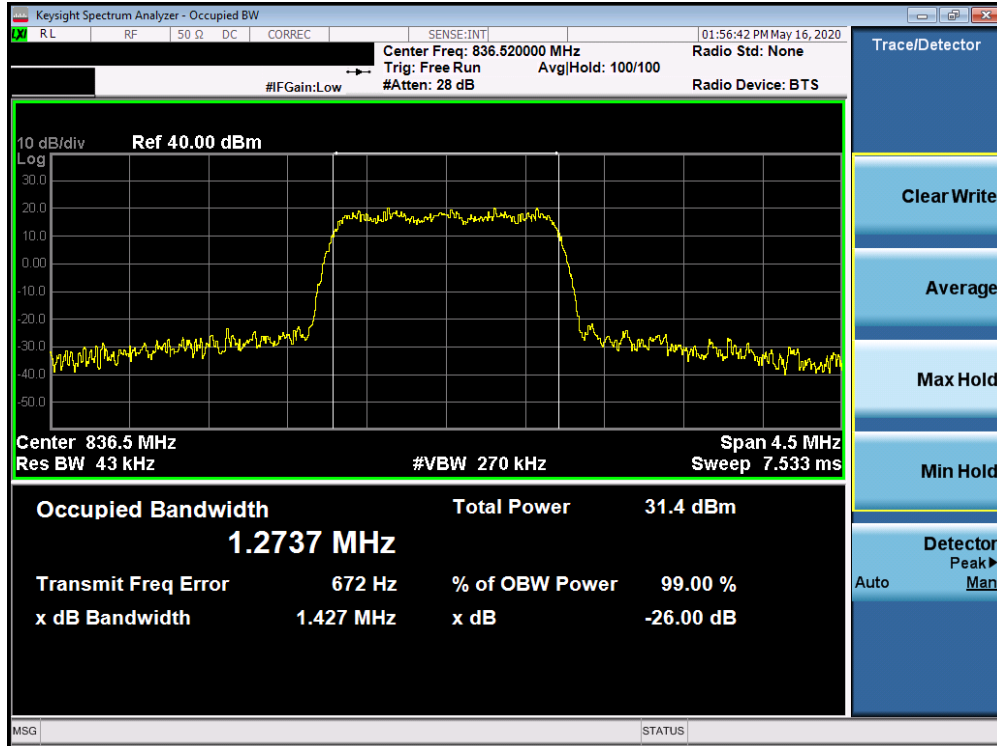 Keysight Spectrum Analyzer - Occupied BW
LXI RL RF 50 Ω DC CORREC SENSE:INT 01:56:42 PM May 16, 2020
Center Freq: 836.520000 MHz Radio Std: None
Trig: Free Run Avg|Hold: 100/100
#IFGain:Low #Atten: 28 dB Radio Device: BTS
10 dB/div Ref 40.00 dBm
Log
30.0
20.0
10.0
0.00
-10.0
-20.0
-30.0
-40.0
-50.0
Center 836.5 MHz Span 4.5 MHz
Res BW 43 kHz #VBW 270 kHz Sweep 7.533 ms
Occupied Bandwidth Total Power 31.4 dBm
1.2737 MHz
Transmit Freq Error 672 Hz % of OBW Power 99.00 %
x dB Bandwidth 1.427 MHz x dB -26.00 dB
MSG STATUS
Trace/Detector
Clear Write
Average
Max Hold
Min Hold
Detector
Peak▶
Auto Man